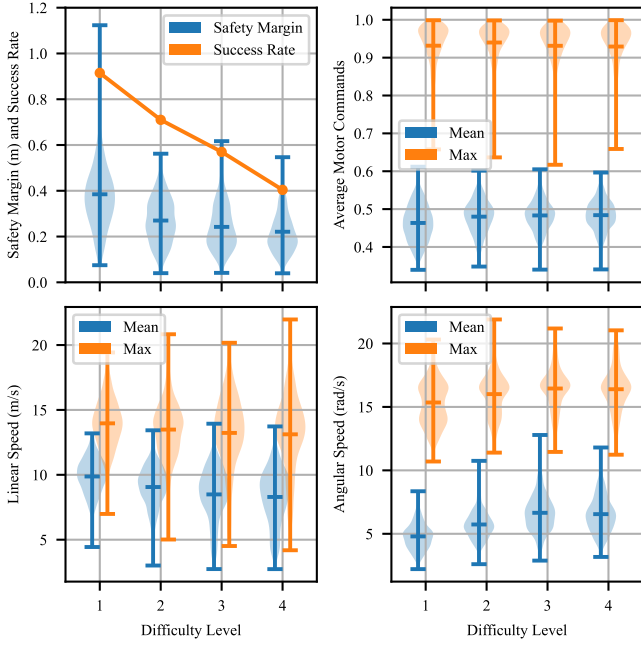 Safety Margin (m) and Success Rate
1.2
1.0
0.8
0.6
0.4
0.2
0.0
Safety Margin
Success Rate
Average Motor Commands
1.0
0.9
0.8
0.7
0.6
0.5
0.4
Mean
Max
Linear Speed (m/s)
20
15
10
5
Mean
Max
1 2 3 4
Difficulty Level
Angular Speed (rad/s)
20
15
10
5
Mean
Max
1 2 3 4
Difficulty Level